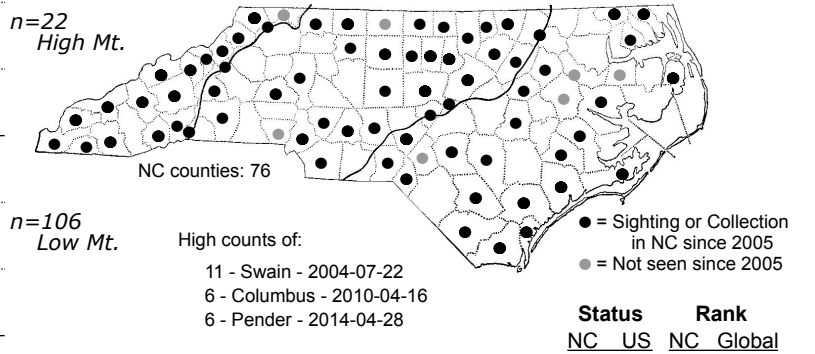 n=22
High Mt.
NC counties: 76
n=106
Low Mt.
High counts of:
11 - Swain - 2004-07-22
6 - Columbus - 2010-04-16
6 - Pender - 2014-04-28
= Sighting or Collection
in NC since 2005
= Not seen since 2005
Status Rank
NC US NC Global